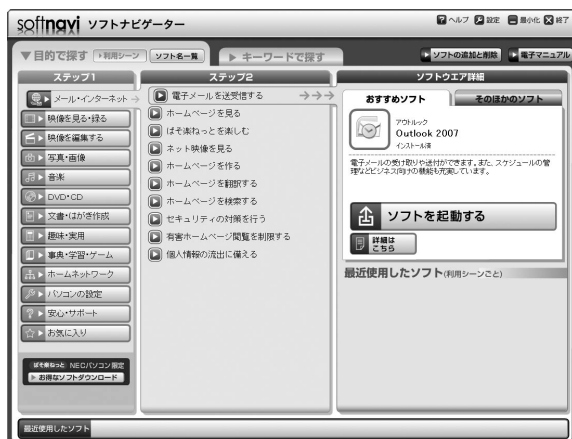 softnavi ソフトナビゲーター
ヘルプ 設定 最小化 終了
▼目的で探す ▶利用シーン ソフト名一覧 ▶ キーワードで探す
ソフトの追加と削除 電子マニュアル
ステップ1
メール・インターネット
映像を見る・録る
映像を編集する
写真・画像
音楽
DVD・CD
文書・はがき作成
趣味・実用
事典・学習・ゲーム
ホームネットワーク
パソコンの設定
安心・サポート
お気に入り
ぱそ楽ねっと NECパソコン限定
お得なソフトダウンロード
ステップ2
電子メールを送受信する →→→
ホームページを見る
ぱそ楽ねっとを楽しむ
ネット映像を見る
ホームページを作る
ホームページを翻訳する
ホームページを検索する
セキュリティの対策を行う
有害ホームページ閲覧を制限する
個人情報の流出に備える
ソフトウエア詳細
おすすめソフト そのほかのソフト
アウトルック
Outlook 2007
インストール済
電子メールの受け取りや送付ができます。また、スケジュールの管
理などビジネス向けの機能も充実しています。
ソフトを起動する
詳細は
こちら
最近使用したソフト(利用シーンごと)
最近使用したソフト